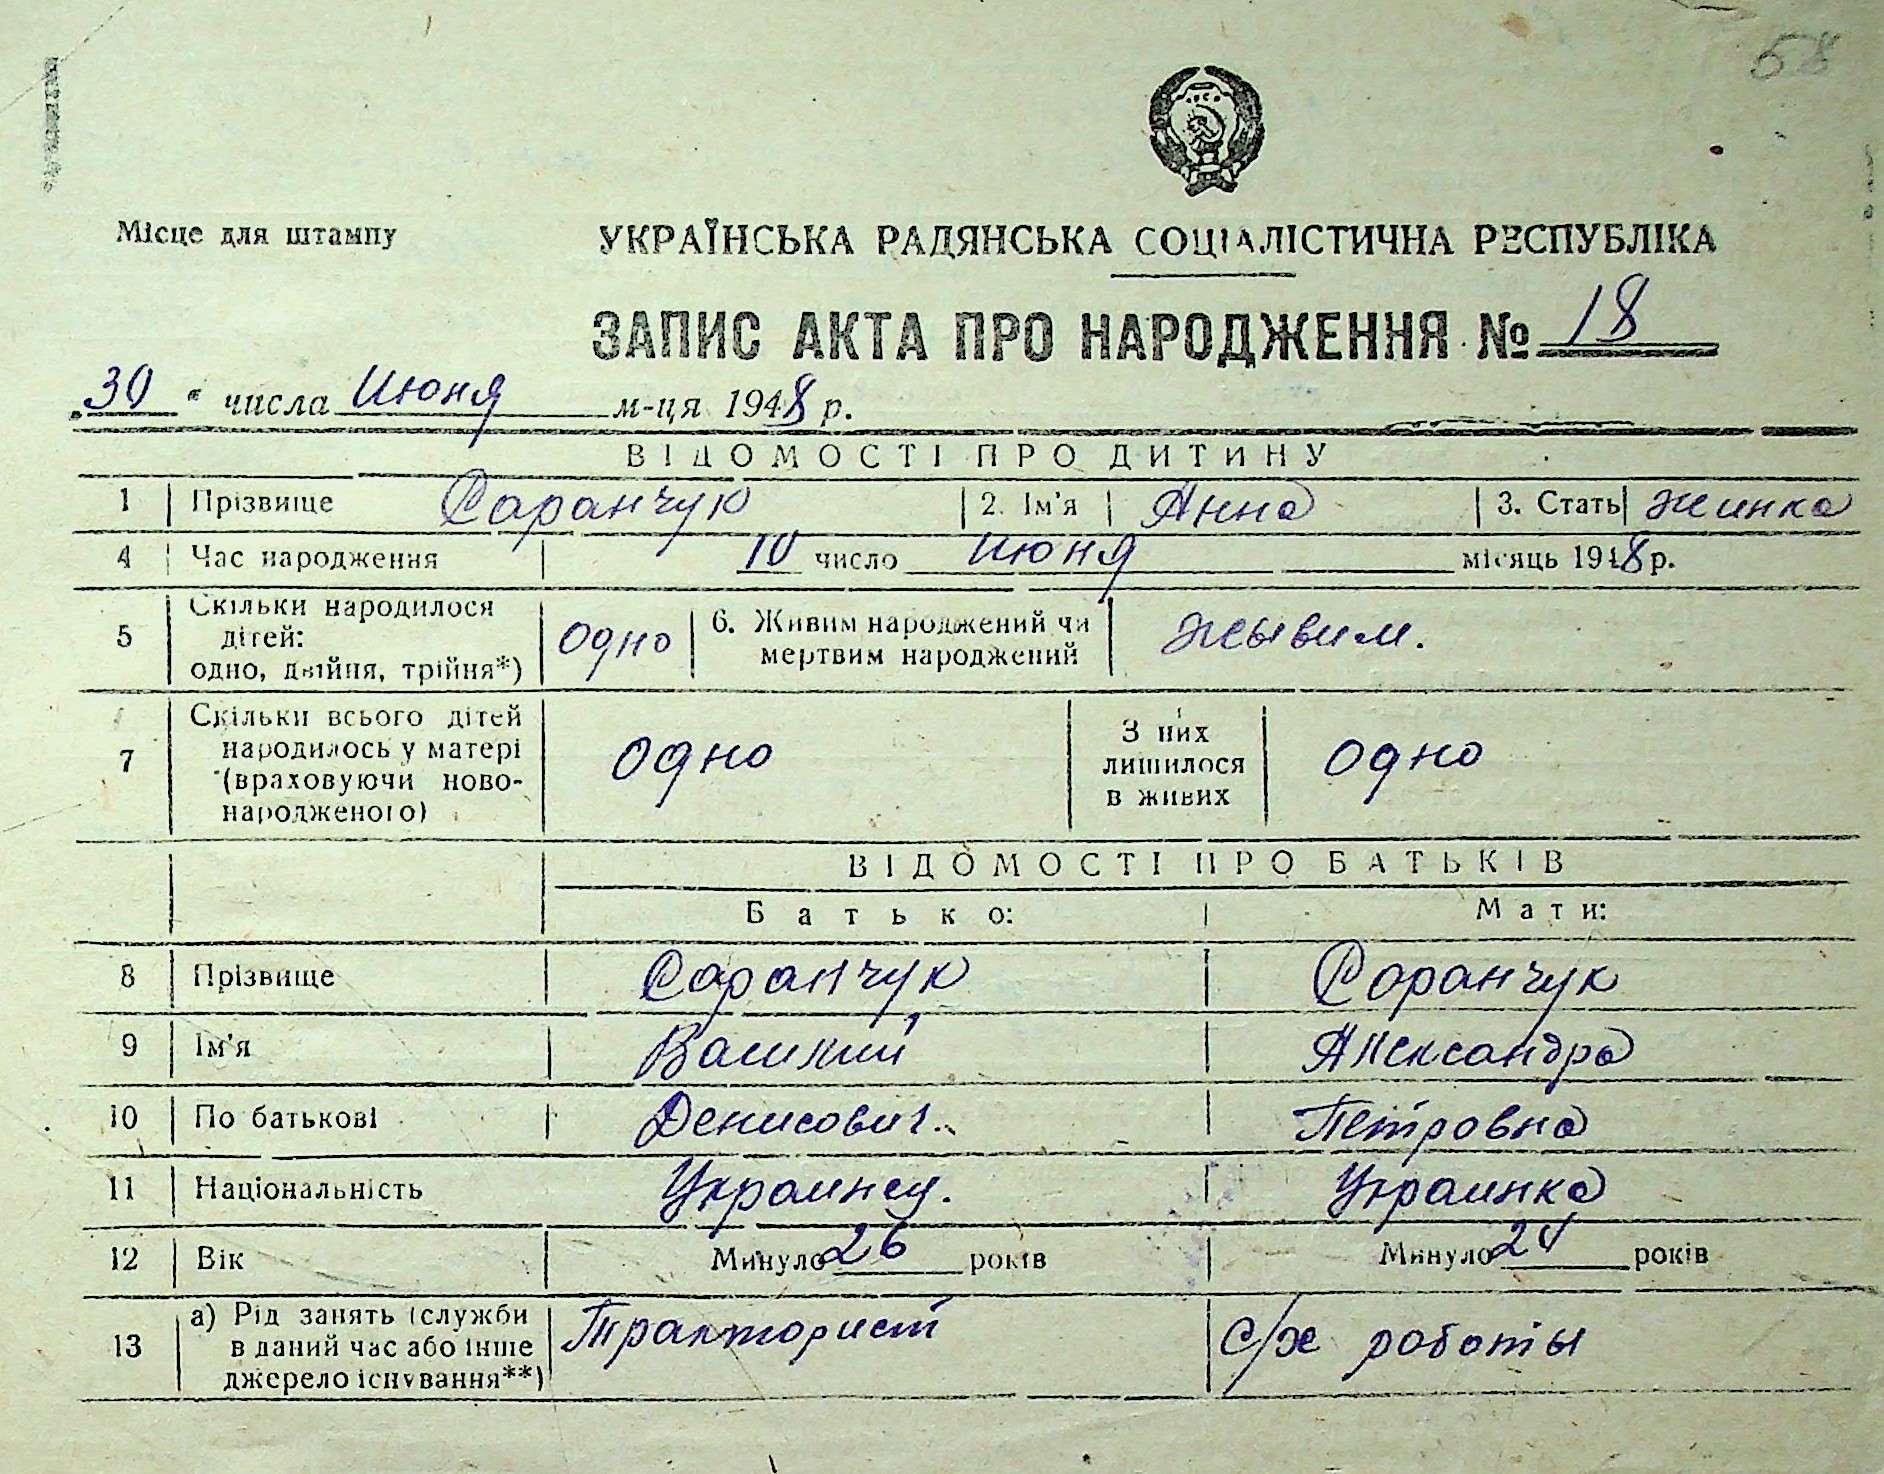 58
Місце для штампу
УКРАЇНСЬКА РАДЯНСЬКА СОЦІАЛІСТИЧНА РЕСПУБЛІКА
ЗАПИС АКТА ПРО НАРОДЖЕННЯ № 18
30 " числа Июня м-ця 1948 р.
ВІДОМОСТІ ПРО ДИТИНУ
1 Прізвище Саранчук 2. Ім'я Анна 3. Стать жинка
4 Час народження 10 число Июня місяць 1948 р.
5 Скільки народилося дітей: одно, двійня, трійня*) одно 6. Живим народжений чи мертвим народжений жывим.
7 Скільки всього дітей народилось у матері (враховуючи ново-народженого) одно З них лишилося в живих одно
ВІДОМОСТІ ПРО БАТЬКІВ
Батько: Мати:
8 Прізвище Саранчук Саранчук
9 Ім'я Василий Александра
10 По батькові Денисович. Петровна
11 Національність Украинец. Украинка
12 Вік Минуло 26 років Минуло років
13 а) Рід занять (служби в даний час або інше джерело існування**) Тракторист с/х роботы